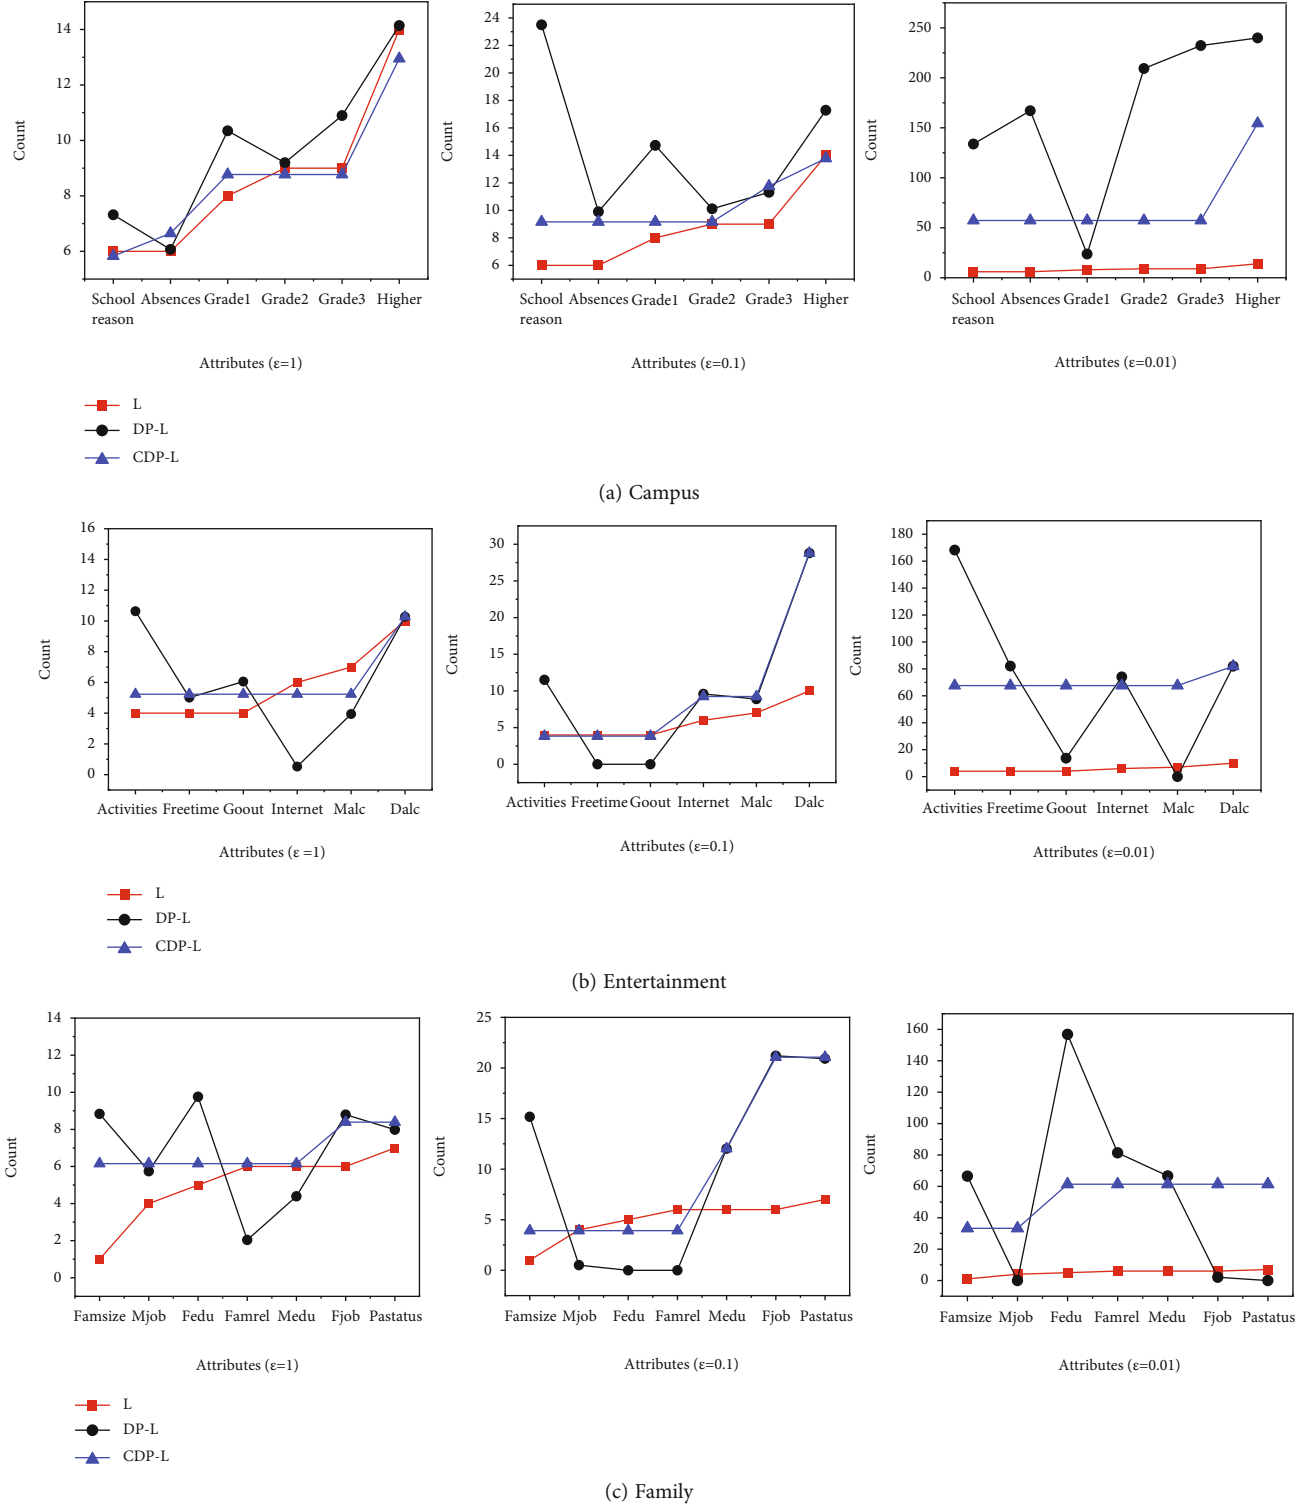 14
12
10
8
6
Count
School reason
Absences
Grade1
Grade2
Grade3
Higher
Attributes (ε=1)
24
22
20
18
16
14
12
10
8
6
Count
School reason
Absences
Grade1
Grade2
Grade3
Higher
Attributes (ε=0.1)
250
200
150
100
50
0
Count
School reason
Absences
Grade1
Grade2
Grade3
Higher
Attributes (ε=0.01)
L
DP-L
CDP-L
(a) Campus
16
14
12
10
8
6
4
2
0
Count
Activities
Freetime
Goout
Internet
Malc
Dalc
Attributes (ε =1)
30
25
20
15
10
5
0
Count
Activities
Freetime
Goout
Internet
Malc
Dalc
Attributes (ε=0.1)
180
160
140
120
100
80
60
40
20
0
Count
Activities
Freetime
Goout
Internet
Malc
Dalc
Attributes (ε=0.01)
L
DP-L
CDP-L
(b) Entertainment
14
12
10
8
6
4
2
0
Count
Famsize
Mjob
Fedu
Famrel
Medu
Fjob
Pastatus
Attributes (ε=1)
25
20
15
10
5
0
Count
Famsize
Mjob
Fedu
Famrel
Medu
Fjob
Pastatus
Attributes (ε=0.1)
160
140
120
100
80
60
40
20
0
Count
Famsize
Mjob
Fedu
Famrel
Medu
Fjob
Pastatus
Attributes (ε=0.01)
L
DP-L
CDP-L
(c) Family